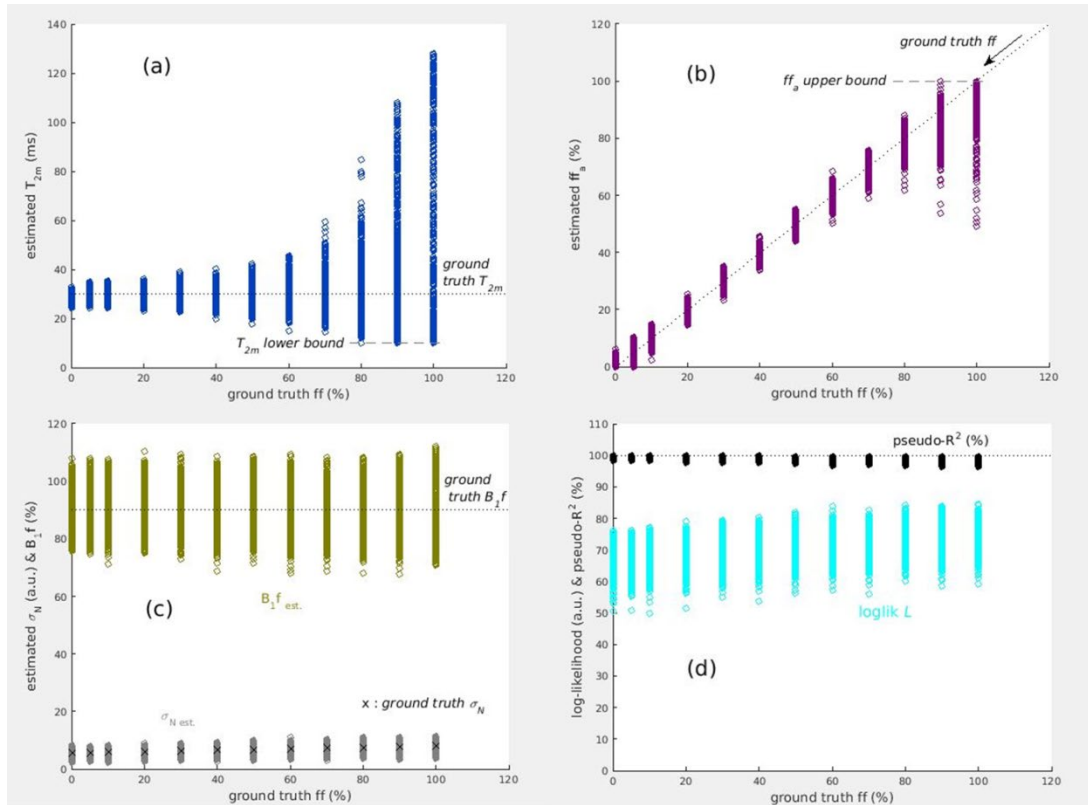 (a)
estimated T2m (ms)
140
120
100
80
60
40
20
0
ground
truth T2m
T2m lower bound
0 20 40 60 80 100 120
ground truth ff (%)
(b)
estimated ffa (%)
120
100
80
60
40
20
0
ground truth ff
ff_a upper bound
0 20 40 60 80 100 120
ground truth ff (%)
(c)
estimated σN (a.u.) & B1f (%)
120
100
80
60
40
20
0
ground
truth B1f
B1f est.
x : ground truth σN
σN est.
0 20 40 60 80 100 120
ground truth ff (%)
(d)
log-likelihood (a.u.) & pseudo-R2 (%)
110
100
90
80
70
60
50
40
30
20
10
0
pseudo-R2 (%)
loglik L
0 20 40 60 80 100 120
ground truth ff (%)